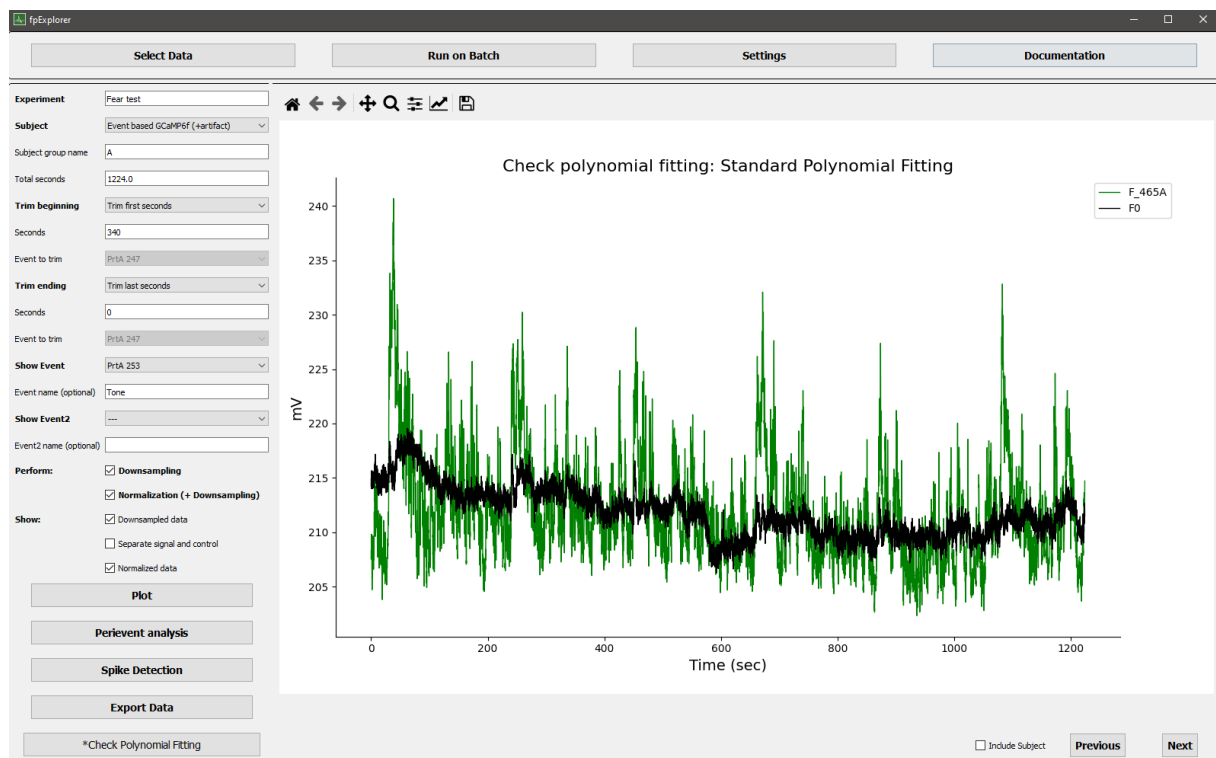 fpExplorer
Select Data
Run on Batch
Settings
Documentation
Experiment Fear test
Subject Event based GCaMP6f (+artifact)
Subject group name A
Total seconds 1224.0
Trim beginning Trim first seconds
Seconds 340
Event to trim PrtA 247
Trim ending Trim last seconds
Seconds 0
Event to trim PrtA 247
Show Event PrtA 253
Event name (optional) Tone
Show Event2 ---
Event2 name (optional)
Perform: Downsampling
Normalization (+ Downsampling)
Show: Downsampled data
Separate signal and control
Normalized data
Plot
Perievent analysis
Spike Detection
Export Data
*Check Polynomial Fitting
Check polynomial fitting: Standard Polynomial Fitting
F_465A
F0
240
235
230
225
220
215
210
205
mV
0 200 400 600 800 1000 1200
Time (sec)
Include Subject
Previous
Next